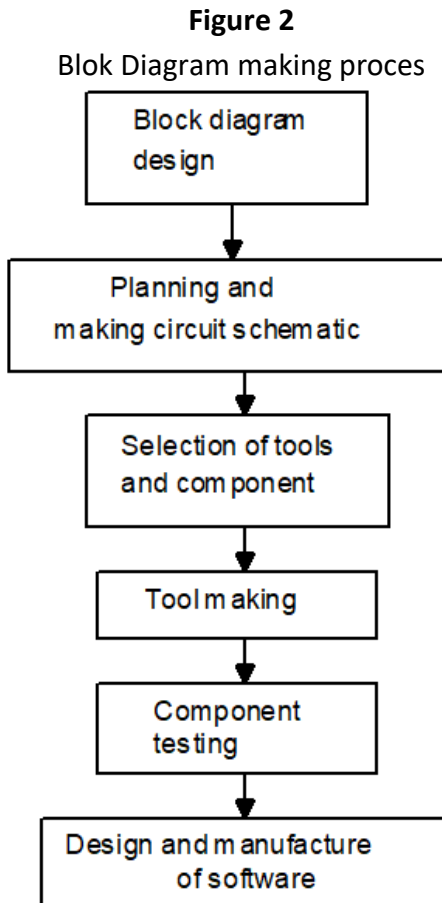 Figure 2
Blok Diagram making proces
Block diagram
design
Planning and
making circuit schematic
Selection of tools
and component
Tool making
Component
testing
Design and manufacture
of software